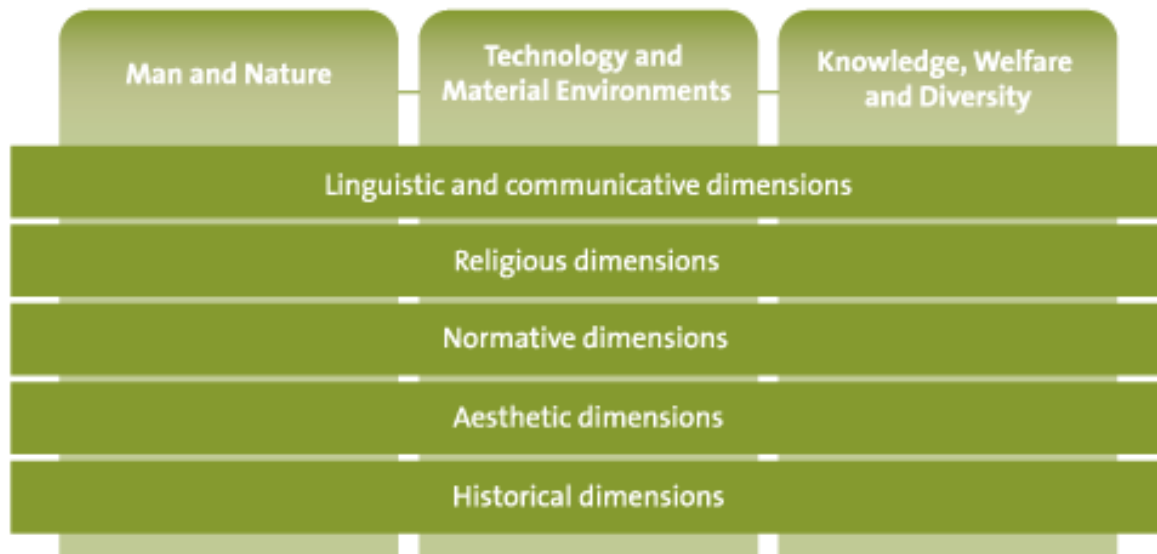 Man and Nature
Technology and
Material Environments
Knowledge, Welfare
and Diversity
Linguistic and communicative dimensions
Religious dimensions
Normative dimensions
Aesthetic dimensions
Historical dimensions